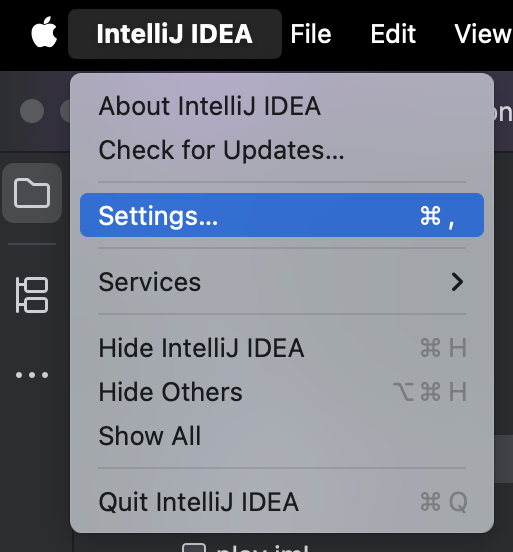 IntelliJ IDEA File Edit View
About IntelliJ IDEA
Check for Updates...
Settings... ⌘ ,
Services
Hide IntelliJ IDEA ⌘ H
Hide Others ⌥ ⌘ H
Show All
Quit IntelliJ IDEA ⌘ Q